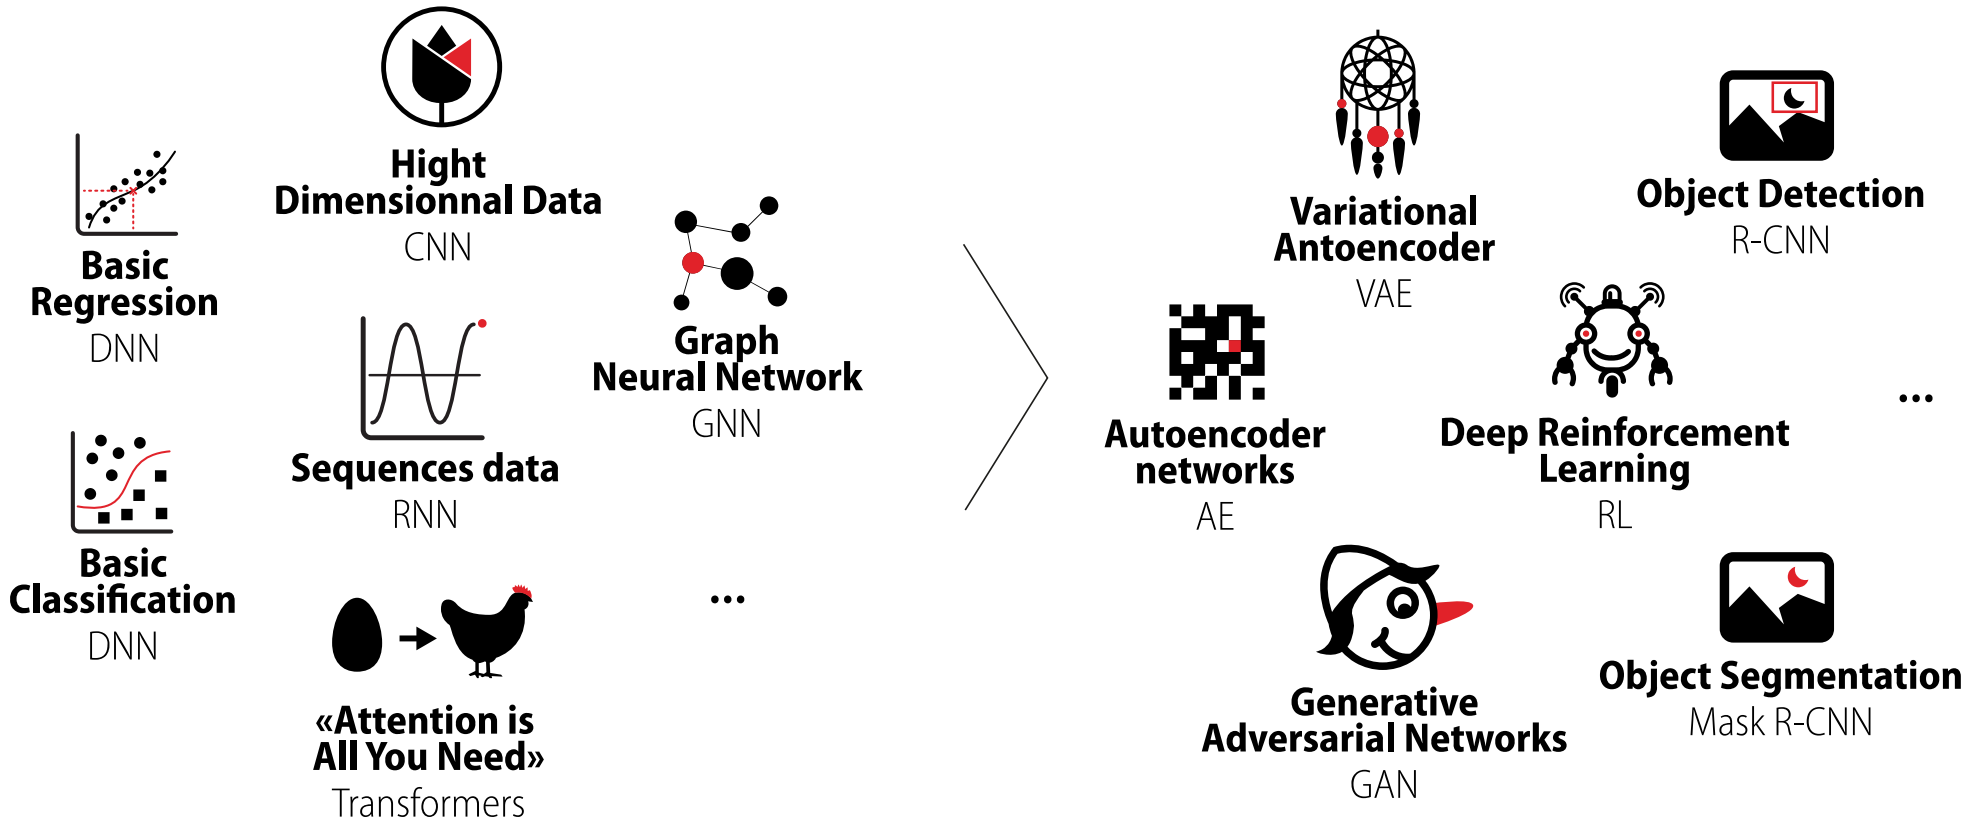 Hight
Dimensionnal Data
CNN
Basic
Regression
DNN
Graph
Neural Network
GNN
Sequences data
RNN
Basic
Classification
DNN
...
«Attention is
All You Need»
Transformers
Variational
Antoencoder
VAE
Object Detection
R-CNN
Autoencoder
networks
AE
Deep Reinforcement
Learning
RL
...
Generative
Adversarial Networks
GAN
Object Segmentation
Mask R-CNN